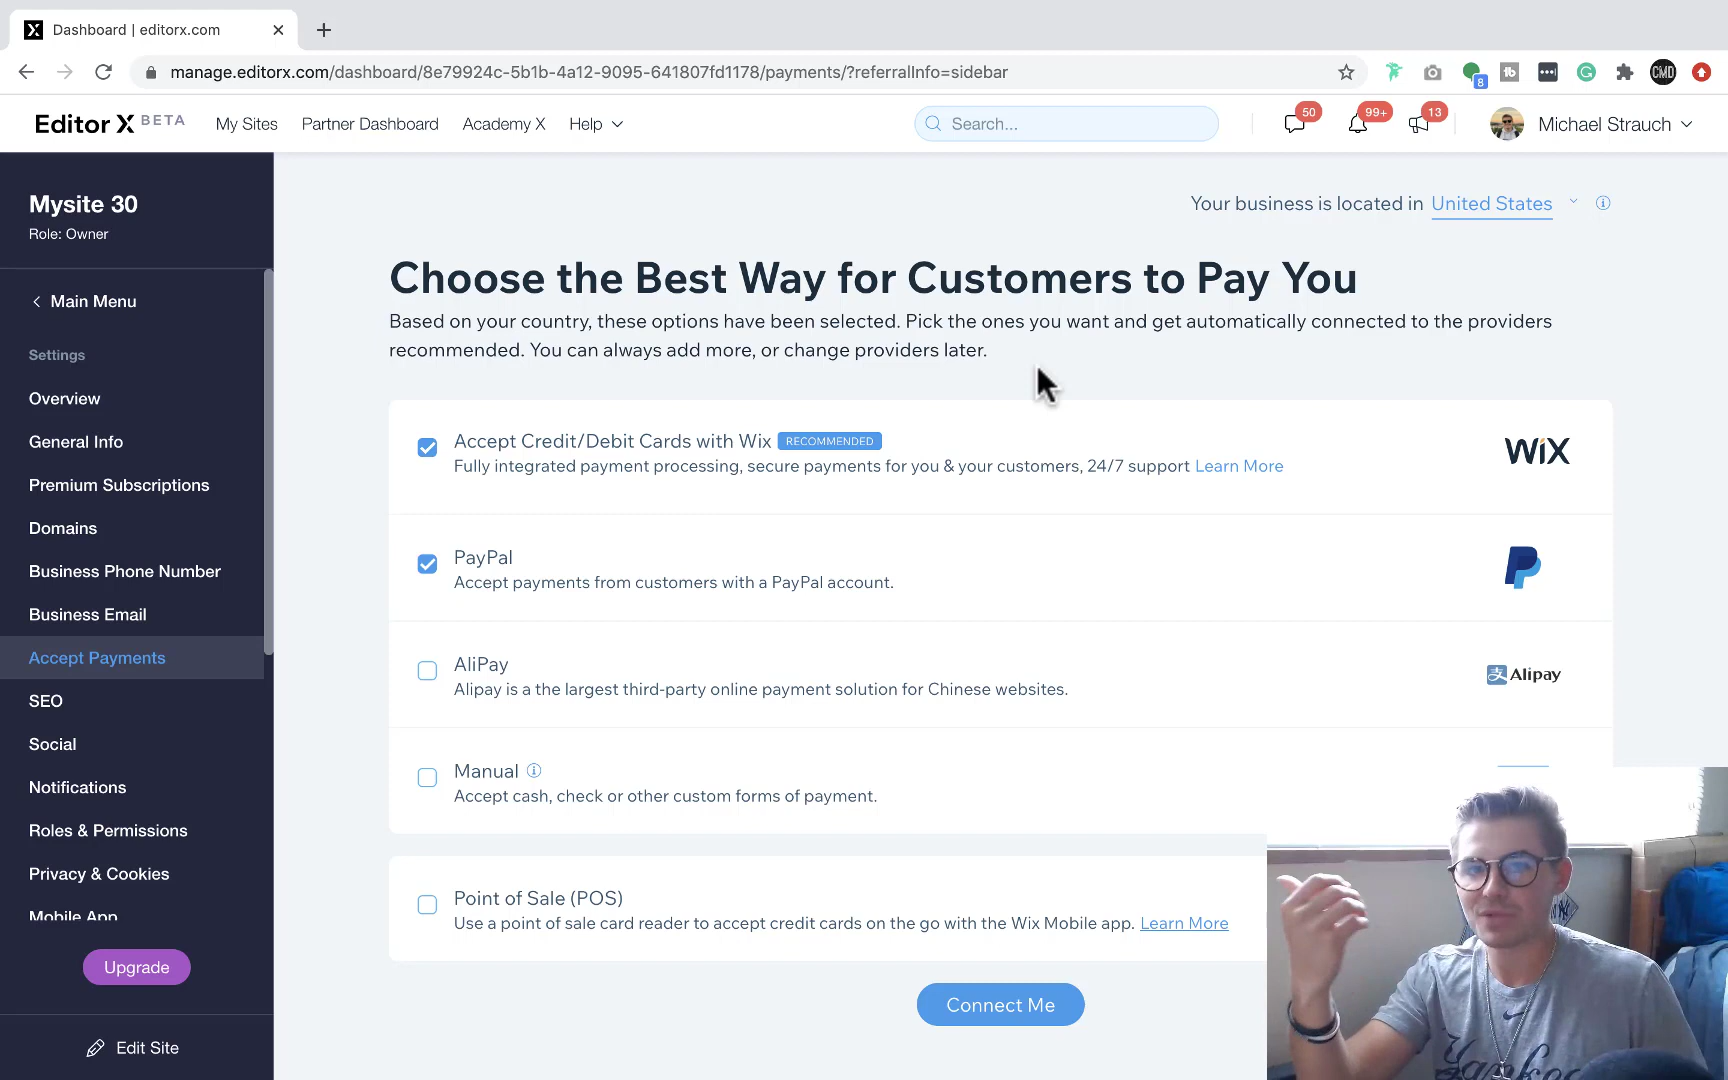 Dashboard | editorx.com
manage.editorx.com/dashboard/8e79924c-5b1b-4a12-9095-641807fd1178/payments/?referralInfo=sidebar
8
CMD
Editor X BETA
My Sites
Partner Dashboard
Academy X
Help
Search...
50
99+
13
Michael Strauch
Mysite 30
Role: Owner
Main Menu
Settings
Overview
General Info
Premium Subscriptions
Domains
Business Phone Number
Business Email
Accept Payments
SEO
Social
Notifications
Roles & Permissions
Privacy & Cookies
Mobile App
Upgrade
Edit Site
Your business is located in United States
Choose the Best Way for Customers to Pay You
Based on your country, these options have been selected. Pick the ones you want and get automatically connected to the providers
recommended. You can always add more, or change providers later.
Accept Credit/Debit Cards with Wix RECOMMENDED
Fully integrated payment processing, secure payments for you & your customers, 24/7 support Learn More
WIX
PayPal
Accept payments from customers with a PayPal account.
AliPay
Alipay is a the largest third-party online payment solution for Chinese websites.
支 Alipay
Manual
Accept cash, check or other custom forms of payment.
Point of Sale (POS)
Use a point of sale card reader to accept credit cards on the go with the Wix Mobile app. Learn More
Connect Me
Yankees